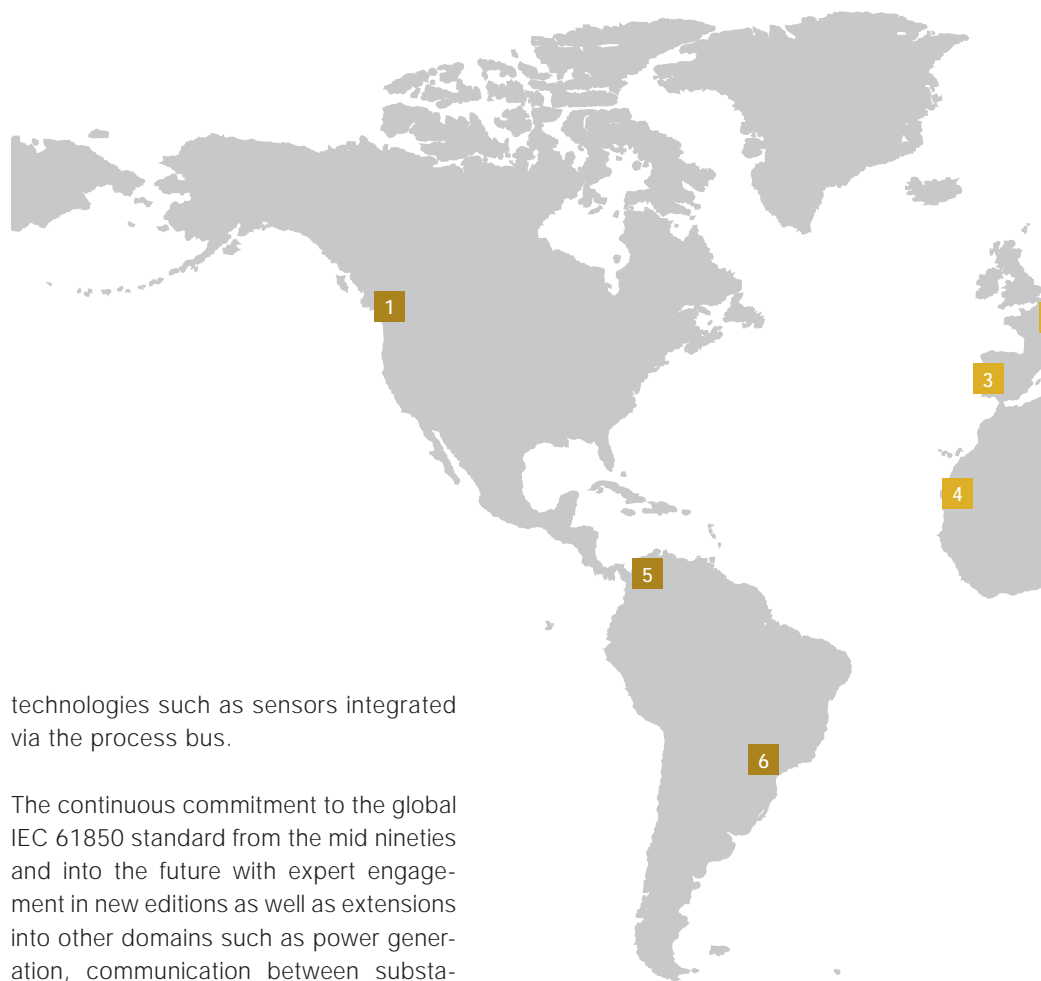 1
3
4
5
6
technologies such as sensors integrated
via the process bus.
The continuous commitment to the global
IEC 61850 standard from the mid nineties
and into the future with expert engage-
ment in new editions as well as extensions
into other domains such as power gener-
ation, communication between substa-